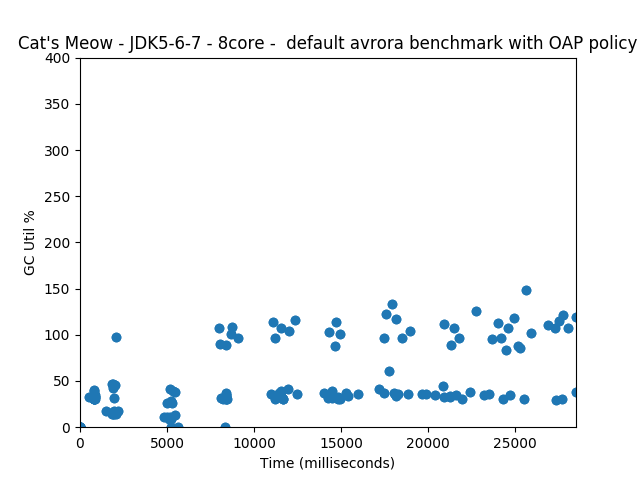 Cat's Meow - JDK5-6-7 - 8core -  default avrora benchmark with OAP policy
400
350
300
250
200
150
100
50
0
GC Util %
0 5000 10000 15000 20000 25000
Time (milliseconds)